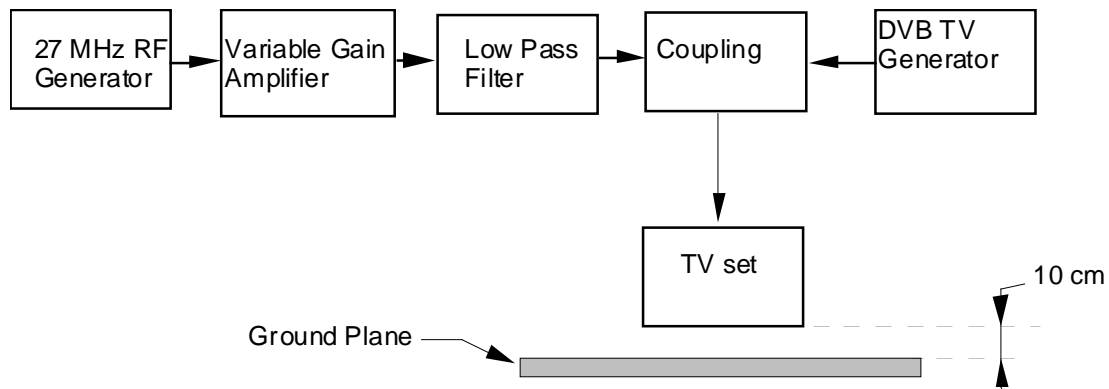 27 MHz RF
Generator
Variable Gain
Amplifier
Low Pass
Filter
Coupling
DVB TV
Generator
TV set
10 cm
Ground Plane